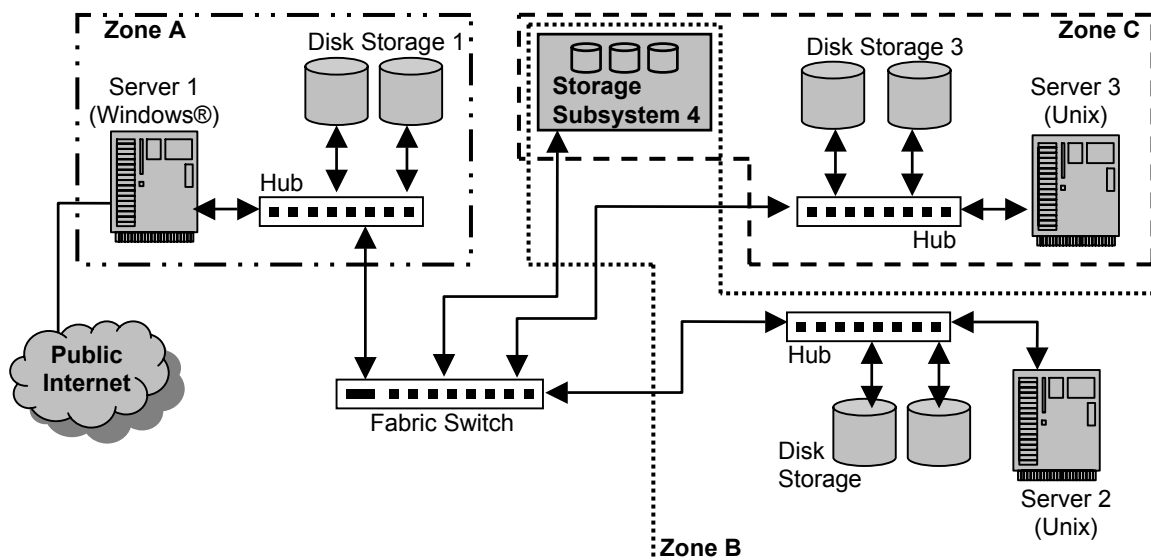 Zone A
Disk Storage 1
Server 1
(Windows®)
Hub
Public
Internet
Storage
Subsystem 4
Zone C
Disk Storage 3
Server 3
(Unix)
Hub
Fabric Switch
Hub
Disk
Storage
Server 2
(Unix)
Zone B